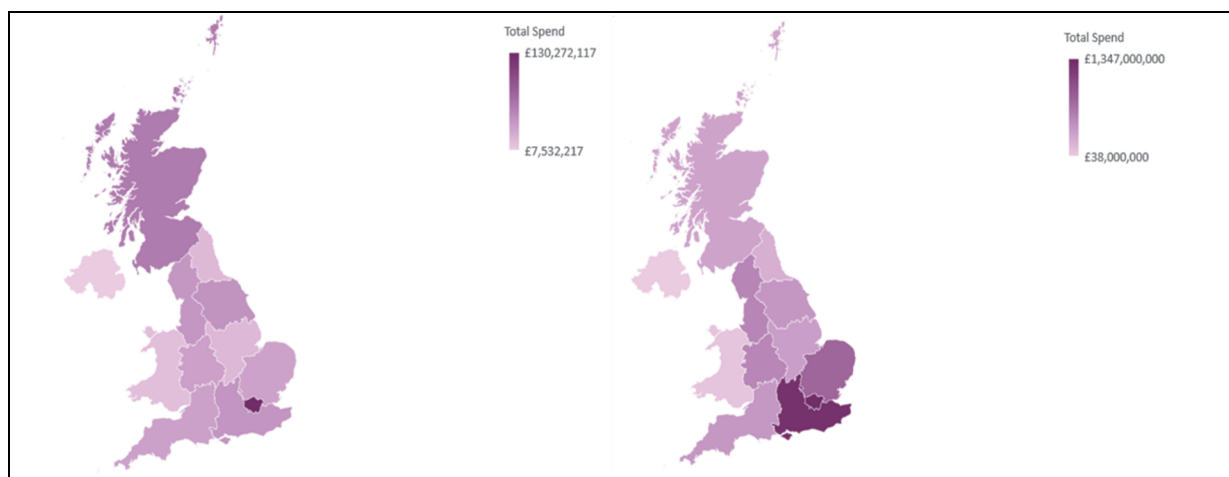 Total Spend
£130,272,117
£7,532,217
Total Spend
£1,347,000,000
£38,000,000